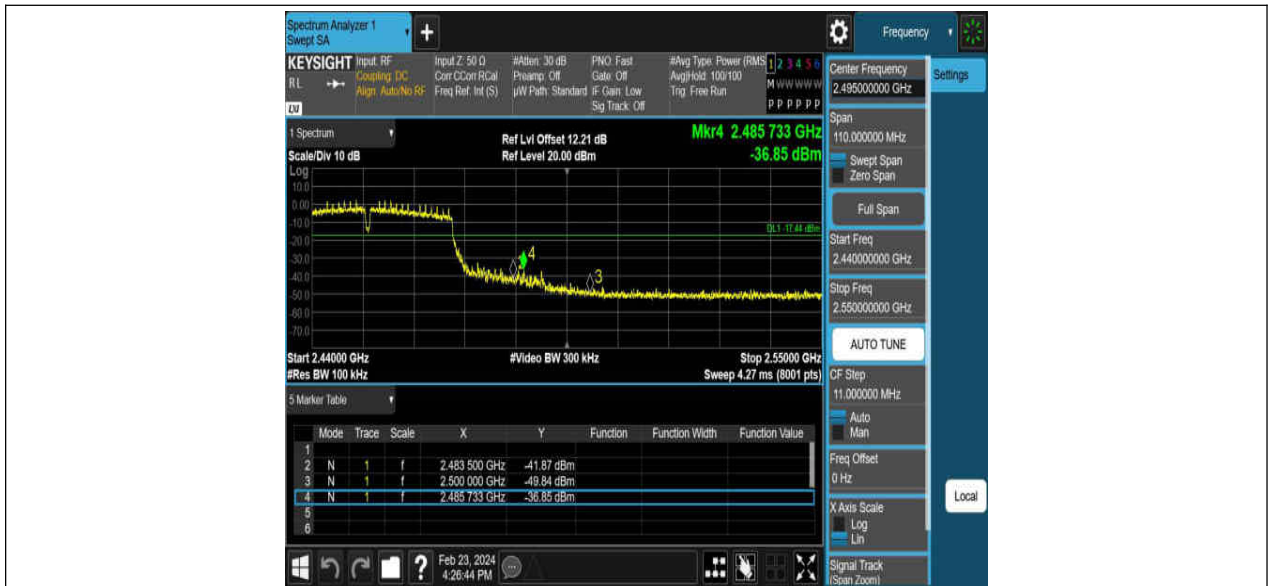 Spectrum Analyzer 1
Swept SA
+
Frequency
KEYSIGHT
RL
LXI
Input: RF
Coupling: DC
Align: Auto/No RF
Input Z: 50 Ω
Corr CCorr RCal
Freq Ref: Int (S)
#Atten: 30 dB
Preamp: Off
µW Path: Standard
PNO: Fast
Gate: Off
IF Gain: Low
Sig Track: Off
#Avg Type: Power (RMS
Avg|Hold: 100/100
Trig: Free Run
1 2 3 4 5 6
M W W W W W
P P P P P P
1 Spectrum
Scale/Div 10 dB
Ref Lvl Offset 12.21 dB
Ref Level 20.00 dBm
Mkr4 2.485 733 GHz
-36.85 dBm
Log
10.0
0.00
-10.0
-20.0
-30.0
-40.0
-50.0
-60.0
-70.0
DL1 -17.44 dBm
4
3
Start 2.44000 GHz
#Video BW 300 kHz
Stop 2.55000 GHz
#Res BW 100 kHz
Sweep 4.27 ms (8001 pts)
5 Marker Table
Mode Trace Scale X Y Function Function Width Function Value
1
2 N 1 f 2.483 500 GHz -41.87 dBm
3 N 1 f 2.500 000 GHz -49.84 dBm
4 N 1 f 2.485 733 GHz -36.85 dBm
5
6
?
Feb 23, 2024
4:26:44 PM
Center Frequency
2.495000000 GHz
Settings
Span
110.000000 MHz
Swept Span
Zero Span
Full Span
Start Freq
2.440000000 GHz
Stop Freq
2.550000000 GHz
AUTO TUNE
CF Step
11.000000 MHz
Auto
Man
Freq Offset
0 Hz
X Axis Scale
Log
Lin
Local
Signal Track
(Span Zoom)